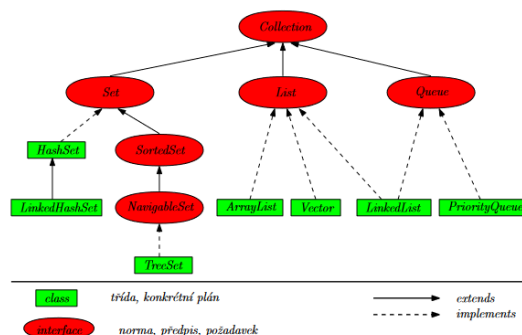 Collection
Set
List
Queue
HashSet
SortedSet
LinkedHashSet
NavigableSet
ArrayList
Vector
LinkedList
PriorityQueue
TreeSet
class
třída, konkrétní plán
extends
implements
interface
norma, předpis, požadavek